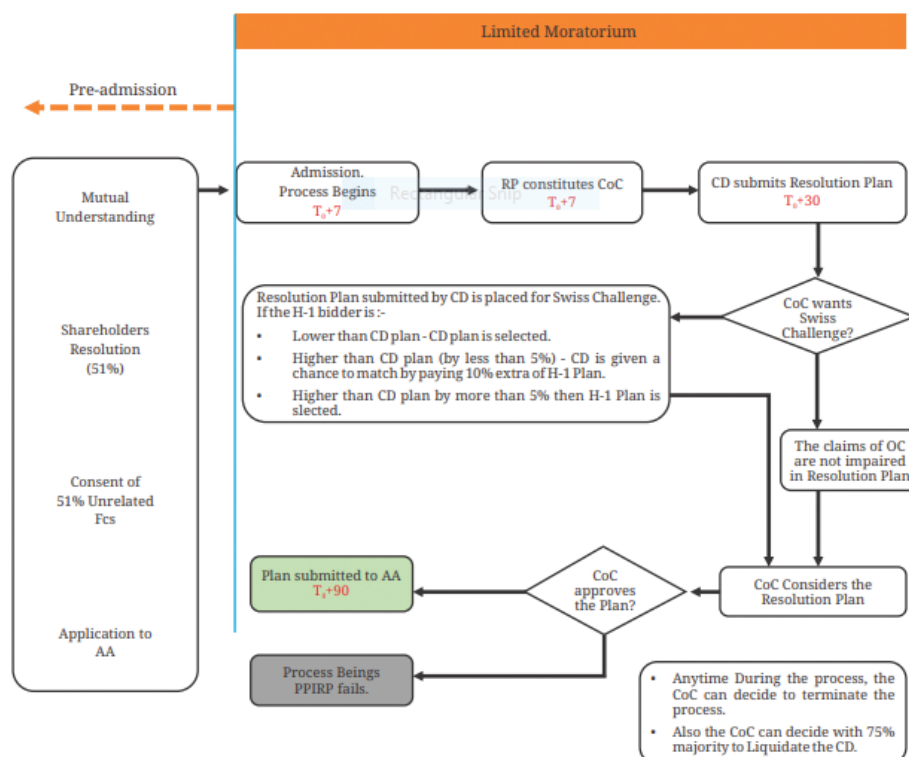 Limited Moratorium
Pre-admission
Mutual
Understanding
Shareholders
Resolution
(51%)
Consent of
51% Unrelated
Fcs
Application to
AA
Admission.
Process Begins
T₀+7
Rectangular Snip
RP constitutes CoC
T₀+7
CD submits Resolution Plan
T₀+30
CoC wants
Swiss
Challenge?
Resolution Plan submitted by CD is placed for Swiss Challenge.
If the H-1 bidder is :-
• Lower than CD plan - CD plan is selected.
• Higher than CD plan (by less than 5%) - CD is given a
chance to match by paying 10% extra of H-1 Plan.
• Higher than CD plan by more than 5% then H-1 Plan is
slected.
The claims of OC
are not impaired
in Resolution Plan
CoC Considers the
Resolution Plan
CoC
approves
the Plan?
Plan submitted to AA
T₀+90
Process Beings
PPIRP fails.
• Anytime During the process, the
CoC can decide to terminate the
process.
• Also the CoC can decide with 75%
majority to Liquidate the CD.